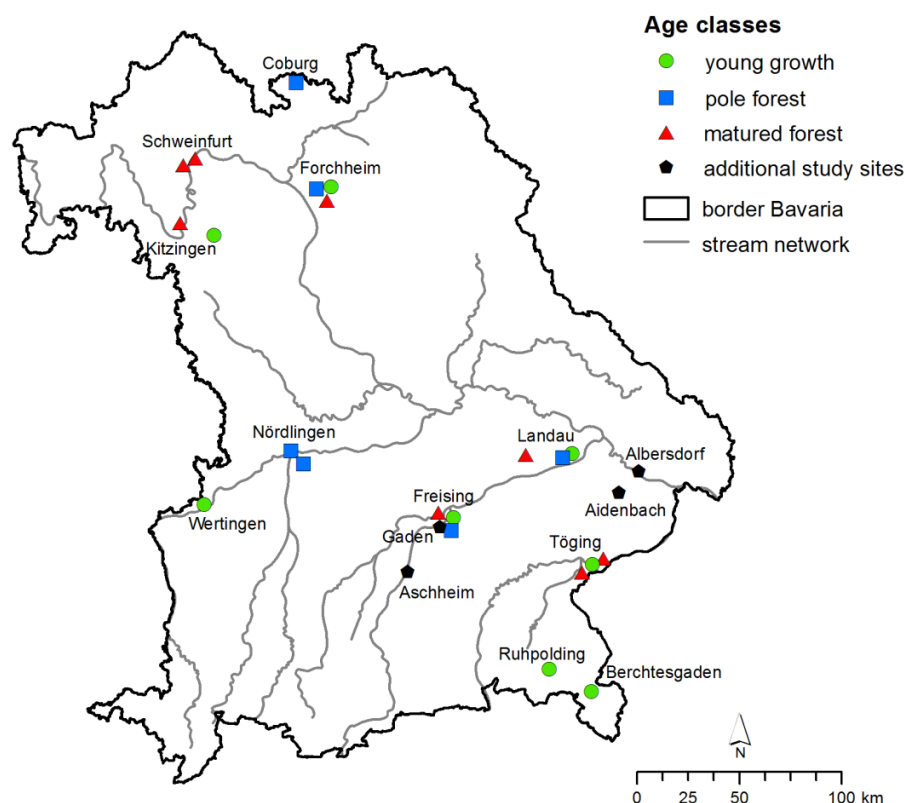 Age classes
young growth
pole forest
matured forest
additional study sites
border Bavaria
stream network
Coburg
Schweinfurt
Forchheim
Kitzingen
Nördlingen
Landau
Albersdorf
Wertingen
Freising
Aidenbach
Gaden
Töging
Aschheim
Ruhpolding
Berchtesgaden
N
0 25 50 100 km